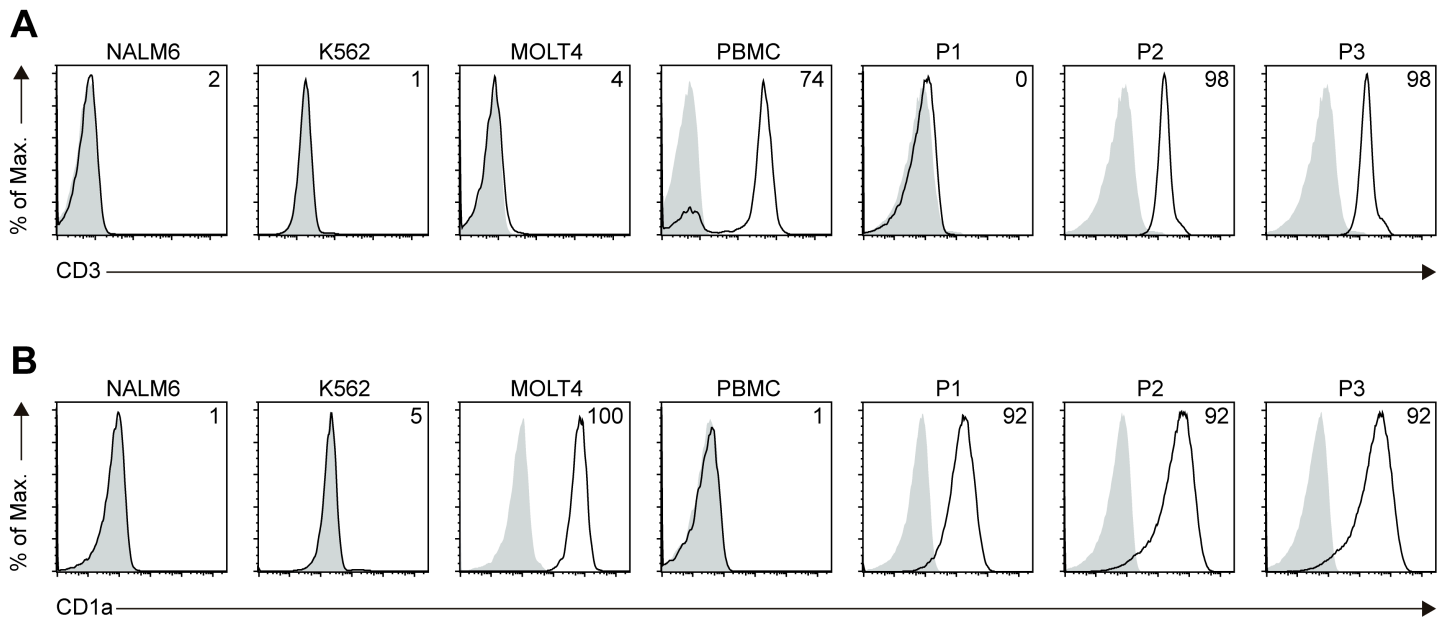 A
NALM6 K562 MOLT4 PBMC P1 P2 P3
% of Max.
2 1 4 74 0 98 98
CD3
B
NALM6 K562 MOLT4 PBMC P1 P2 P3
% of Max.
1 5 100 1 92 92 92
CD1a